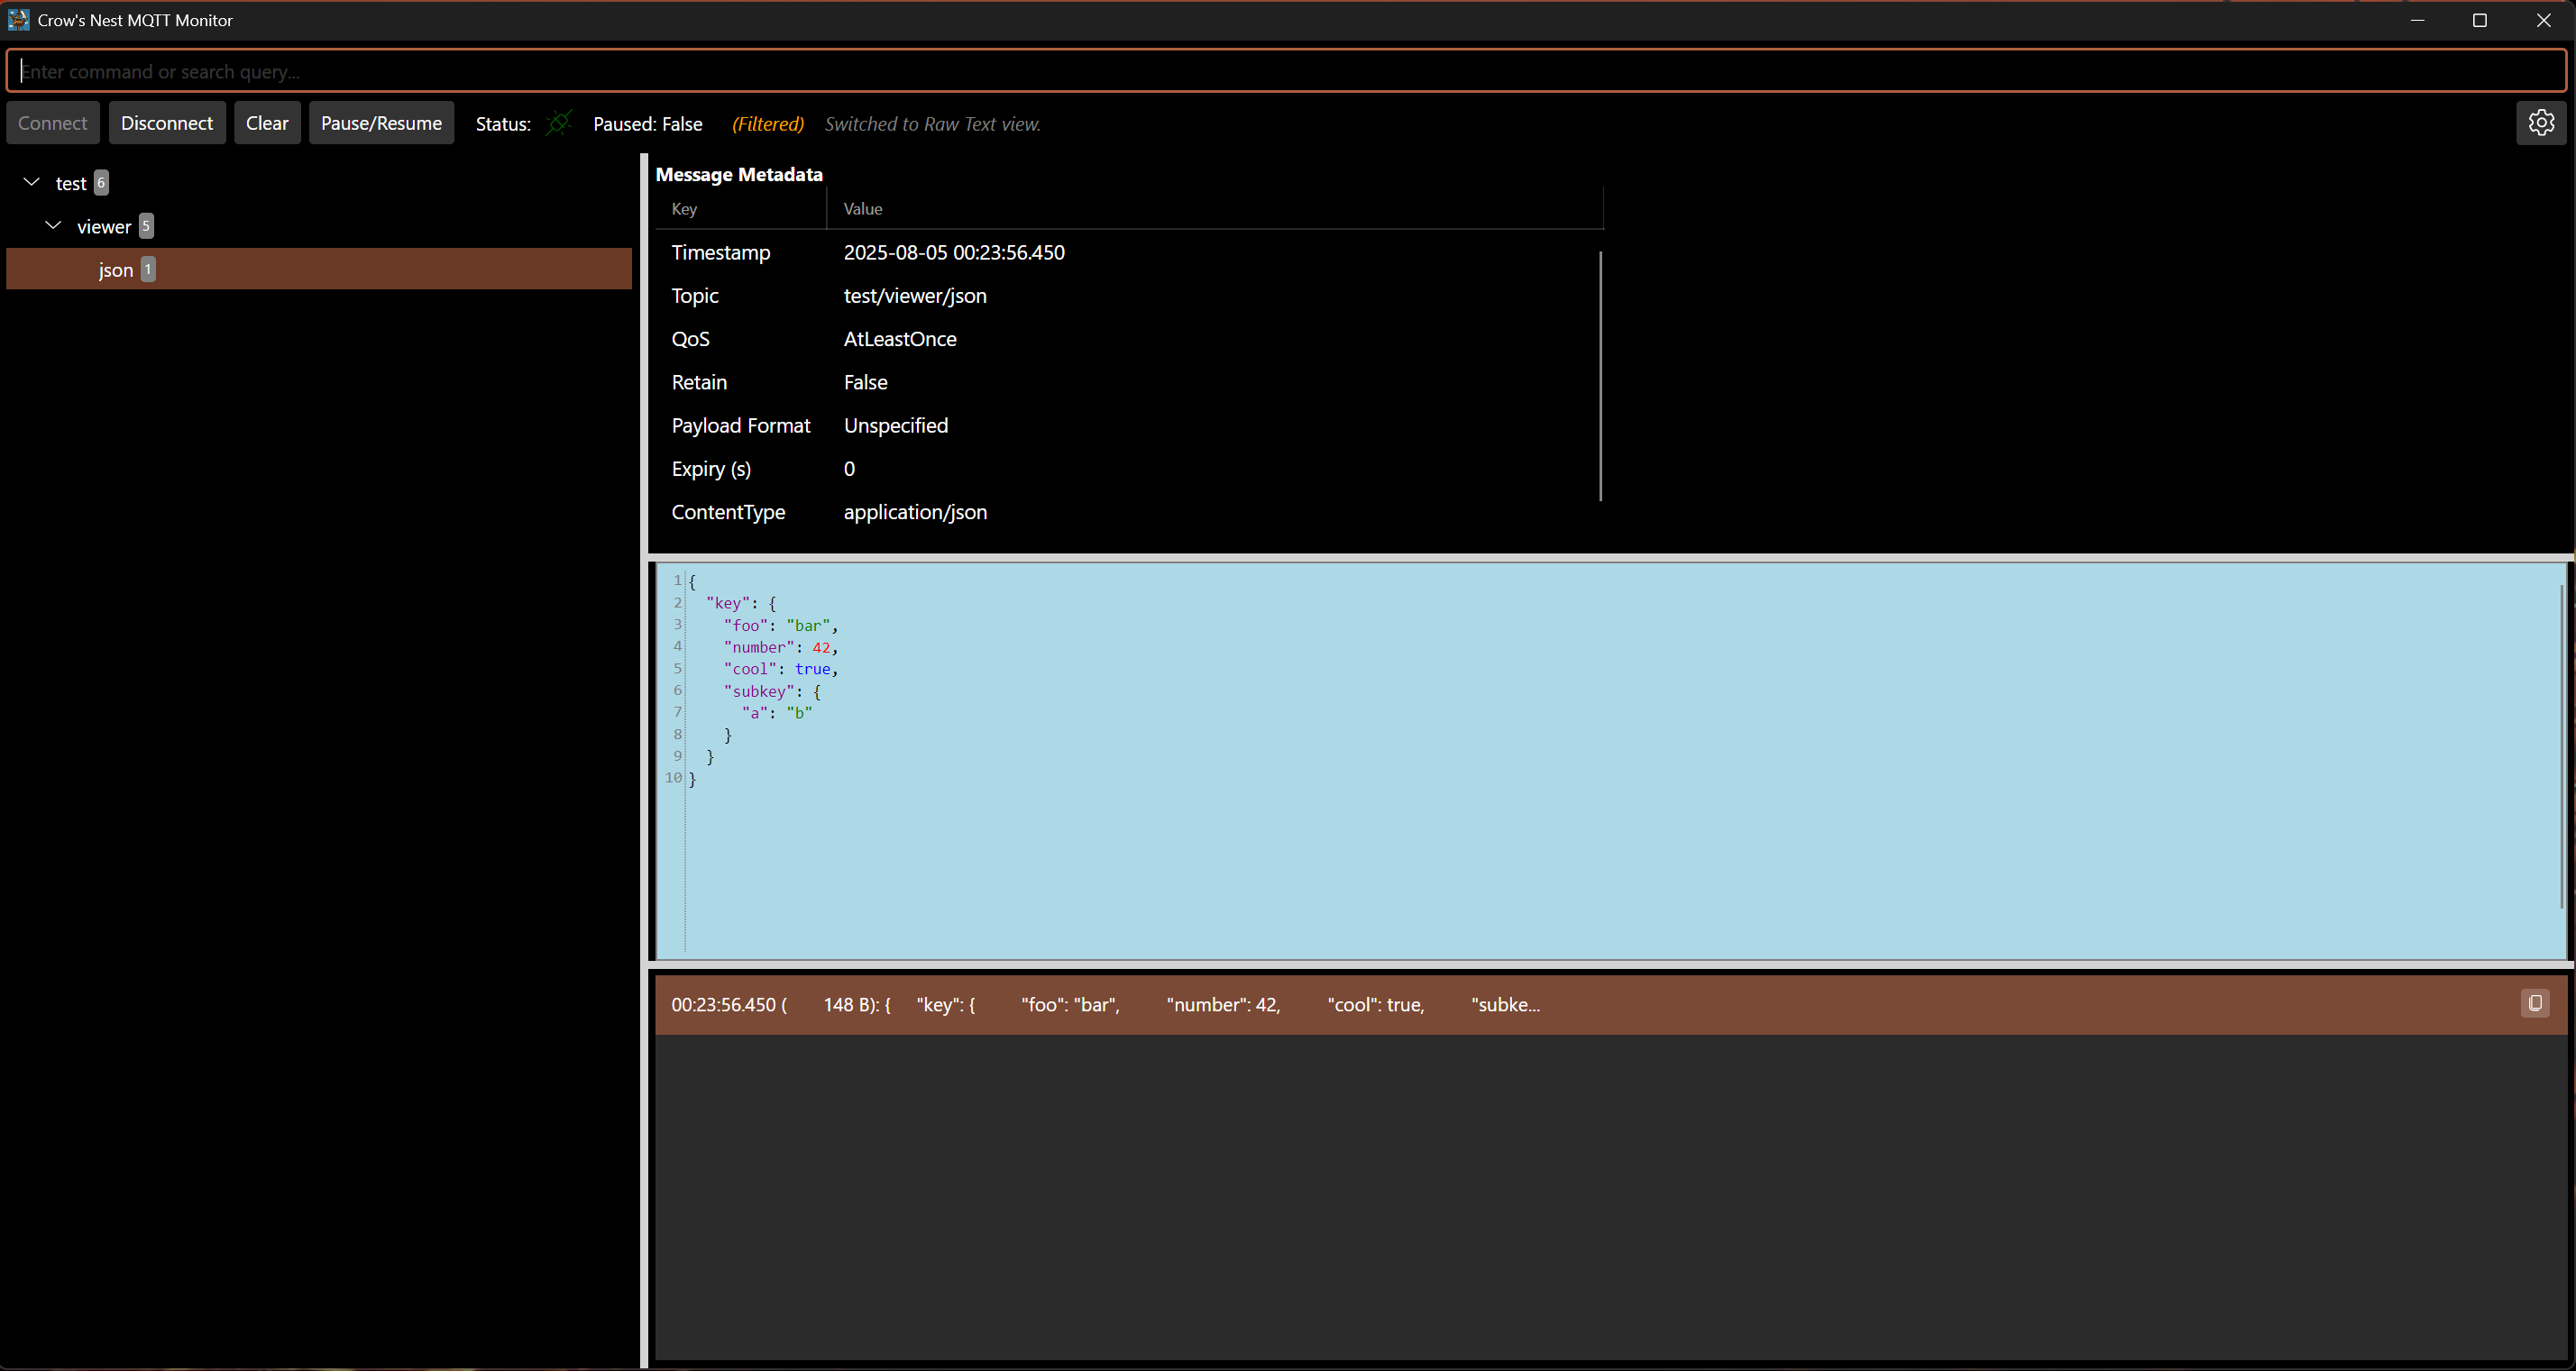 Crow's Nest MQTT Monitor
Enter command or search query...
Connect Disconnect Clear Pause/Resume Status: Paused: False (Filtered) Switched to Raw Text view.
test 6
viewer 5
json 1
Message Metadata
Key Value
Timestamp 2025-08-05 00:23:56.450
Topic test/viewer/json
QoS AtLeastOnce
Retain False
Payload Format Unspecified
Expiry (s) 0
ContentType application/json
1 {
2 "key": {
3 "foo": "bar",
4 "number": 42,
5 "cool": true,
6 "subkey": {
7 "a": "b"
8 }
9 }
10 }
00:23:56.450 ( 148 B): { "key": { "foo": "bar", "number": 42, "cool": true, "subke...